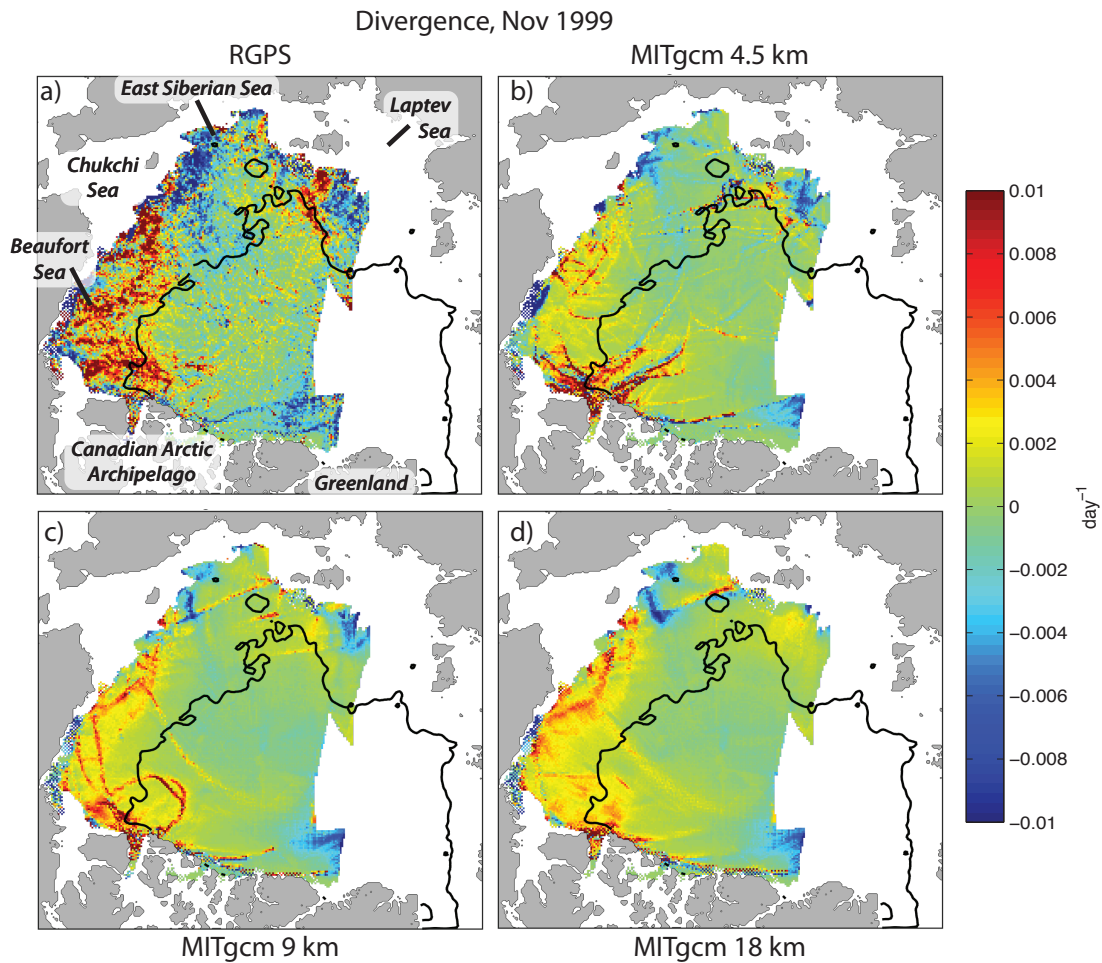 Divergence, Nov 1999
RGPS
MITgcm 4.5 km
a)
East Siberian Sea
Laptev
Sea
Chukchi
Sea
Beaufort
Sea
Canadian Arctic
Archipelago
Greenland
b)
c)
d)
MITgcm 9 km
MITgcm 18 km
0.01
0.008
0.006
0.004
0.002
0
−0.002
−0.004
−0.006
−0.008
−0.01
day⁻¹